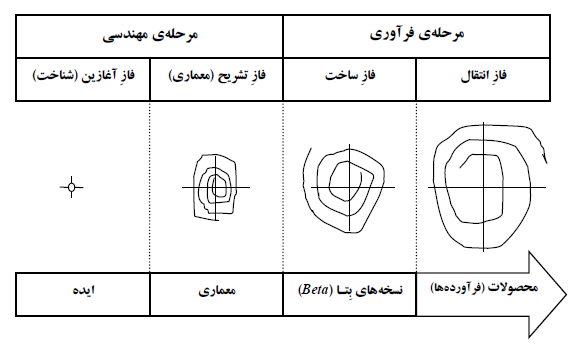 مرحله‌ی مهندسی
مرحله‌ی فرآوری
فازِ آغازین (شناخت)
فازِ تشریح (معماری)
فازِ ساخت
فازِ انتقال
ایده
معماری
نسخه‌های بِتـا (Beta)
محصولات (فرآورده‌ها)